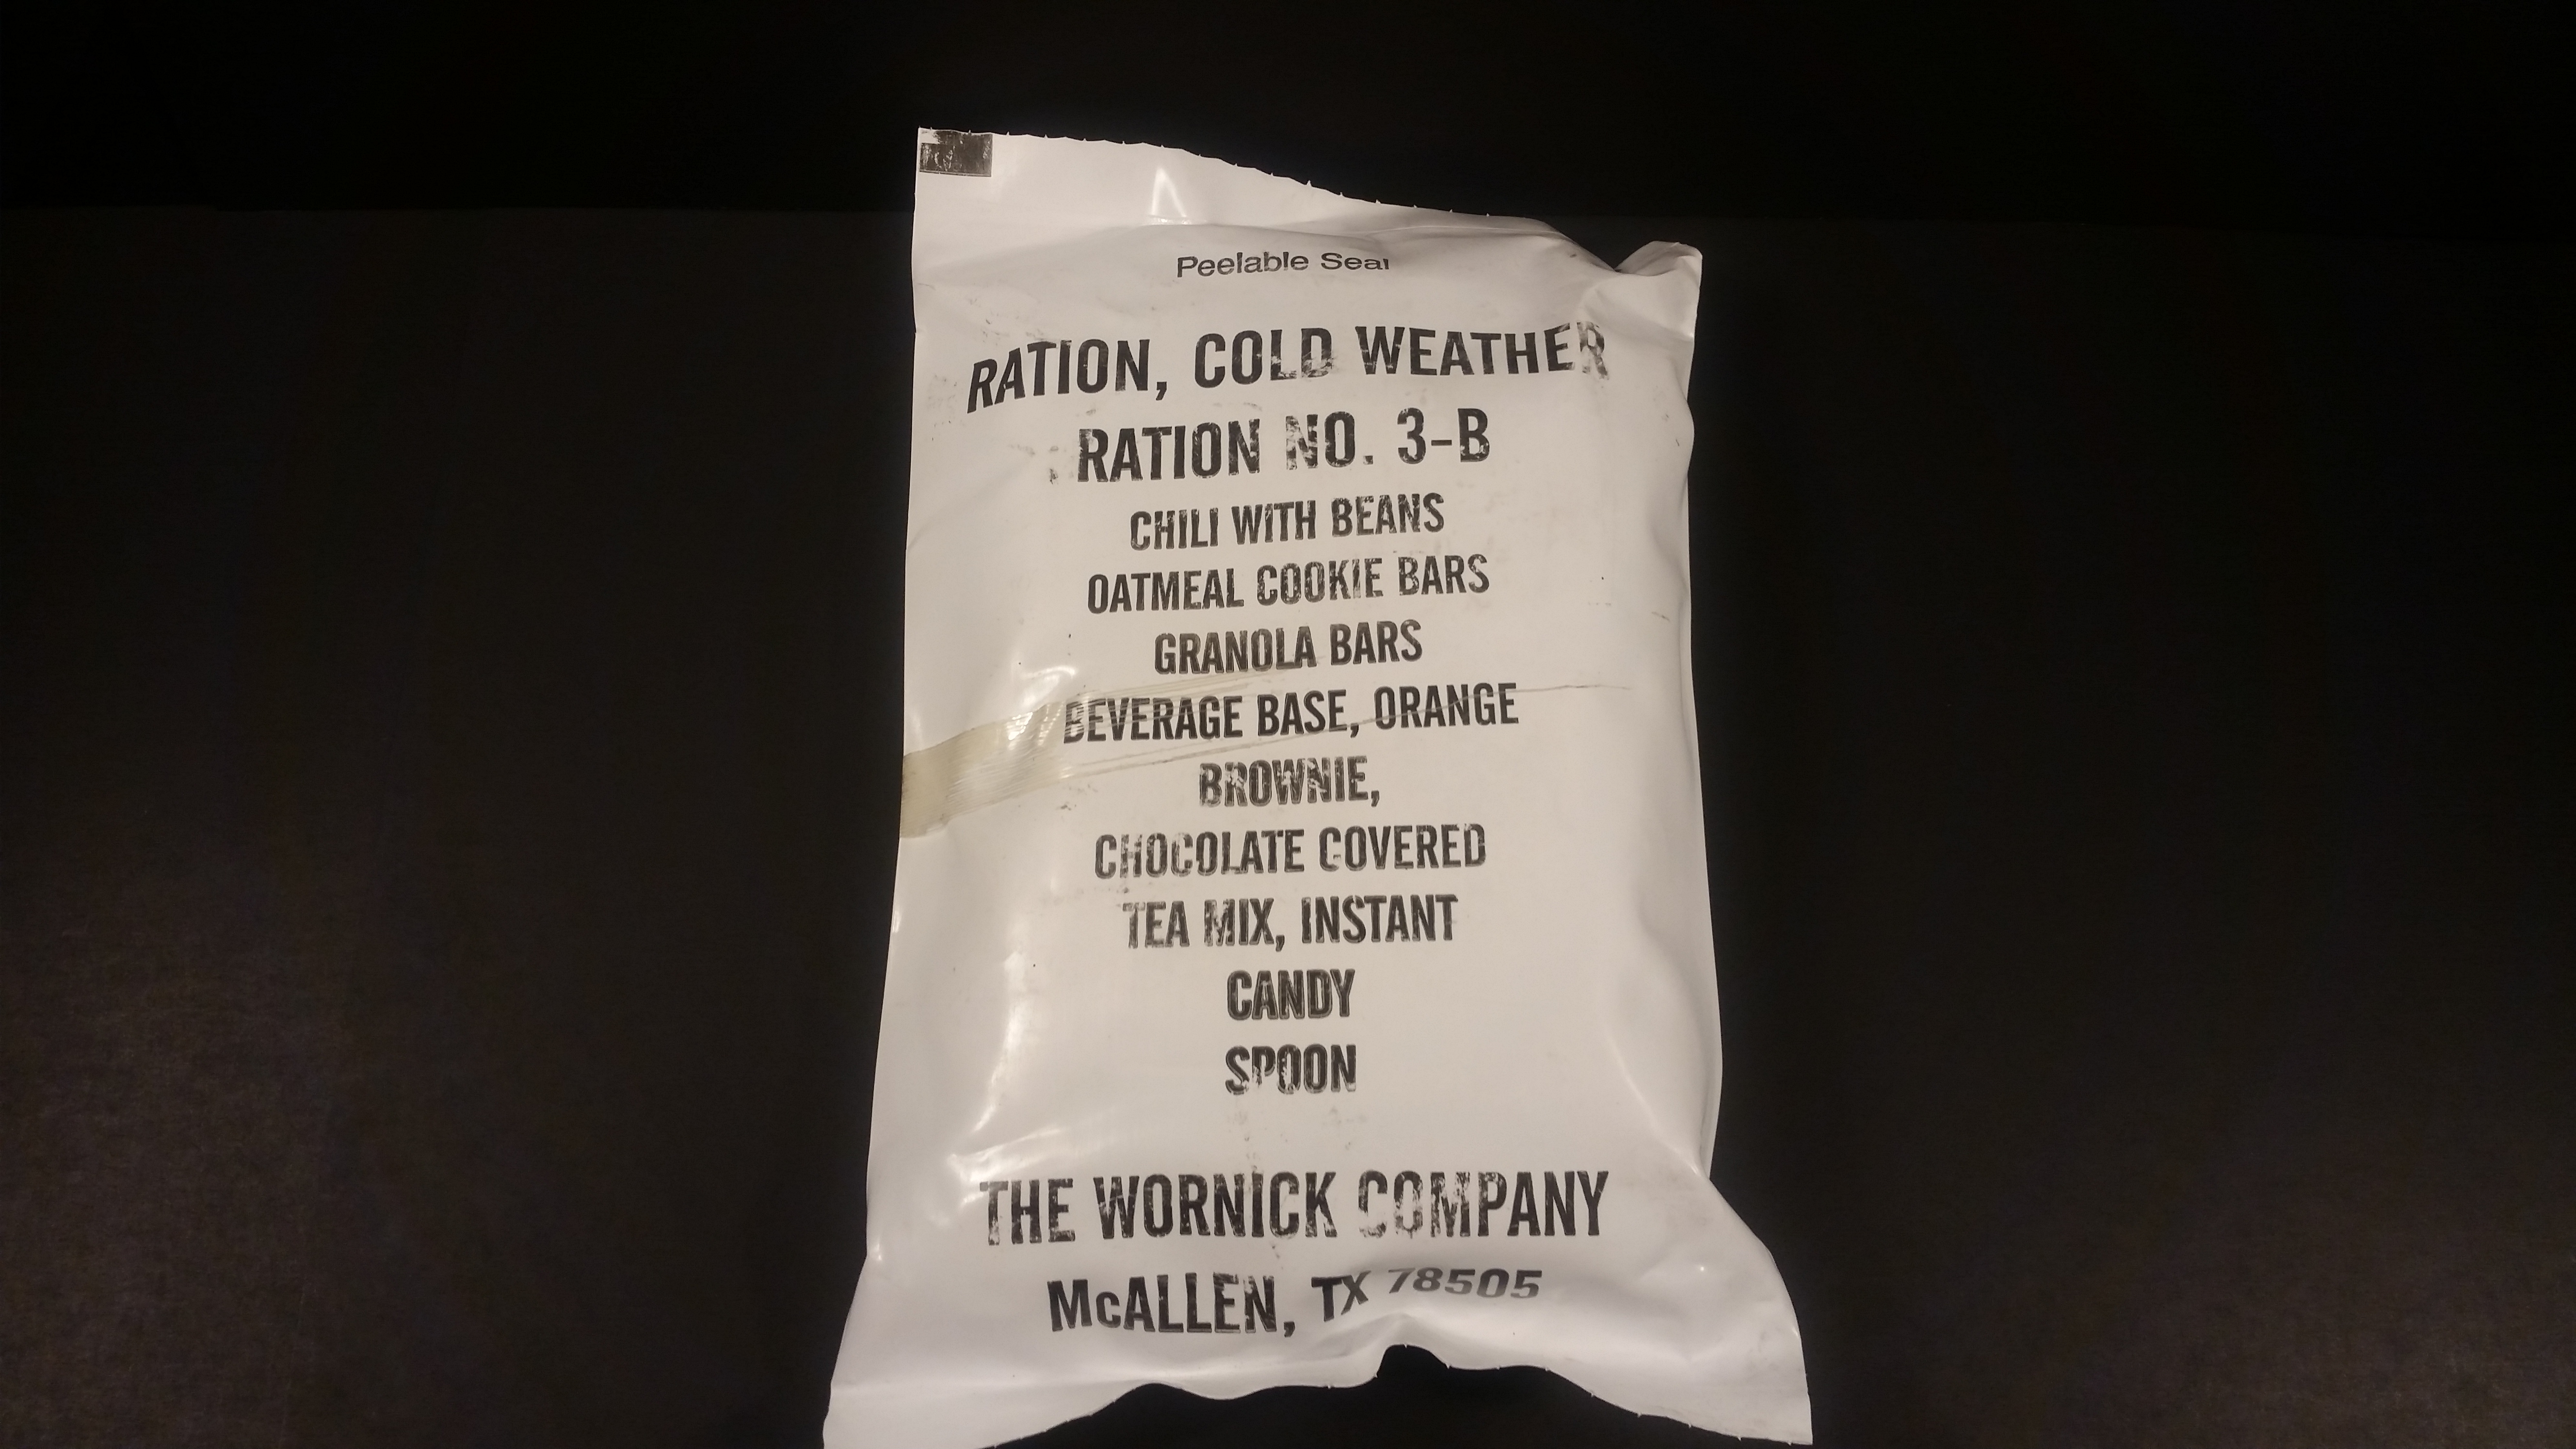 Peelable Seal
RATION, COLD WEATHER
RATION NO. 3-B
CHILI WITH BEANS
OATMEAL COOKIE BARS
GRANOLA BARS
BEVERAGE BASE, ORANGE
BROWNIE,
CHOCOLATE COVERED
TEA MIX, INSTANT
CANDY
SPOON
THE WORNICK COMPANY
McALLEN, TX 78505